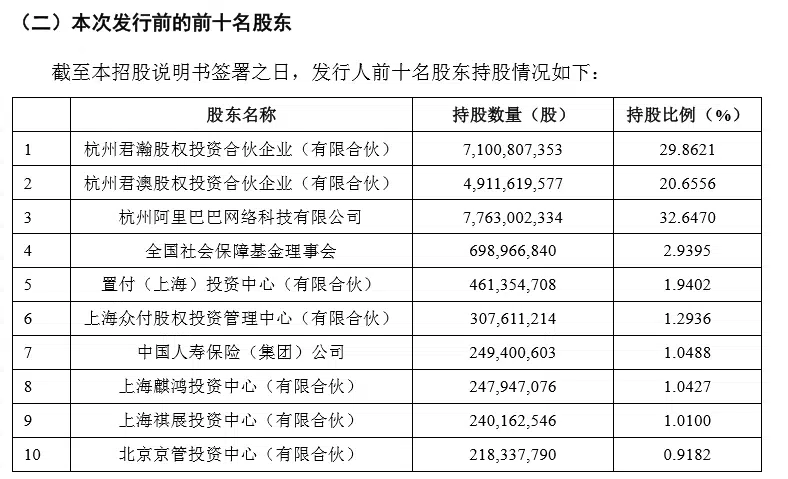 （二）本次发行前的前十名股东
截至本招股说明书签署之日，发行人前十名股东持股情况如下：
股东名称 持股数量（股） 持股比例（%）
1 杭州君瀚股权投资合伙企业（有限合伙） 7,100,807,353 29.8621
2 杭州君澳股权投资合伙企业（有限合伙） 4,911,619,577 20.6556
3 杭州阿里巴巴网络科技有限公司 7,763,002,334 32.6470
4 全国社会保障基金理事会 698,966,840 2.9395
5 置付（上海）投资中心（有限合伙） 461,354,708 1.9402
6 上海众付股权投资管理中心（有限合伙） 307,611,214 1.2936
7 中国人寿保险（集团）公司 249,400,603 1.0488
8 上海麒鸿投资中心（有限合伙） 247,947,076 1.0427
9 上海祺展投资中心（有限合伙） 240,162,546 1.0100
10 北京京管投资中心（有限合伙） 218,337,790 0.9182